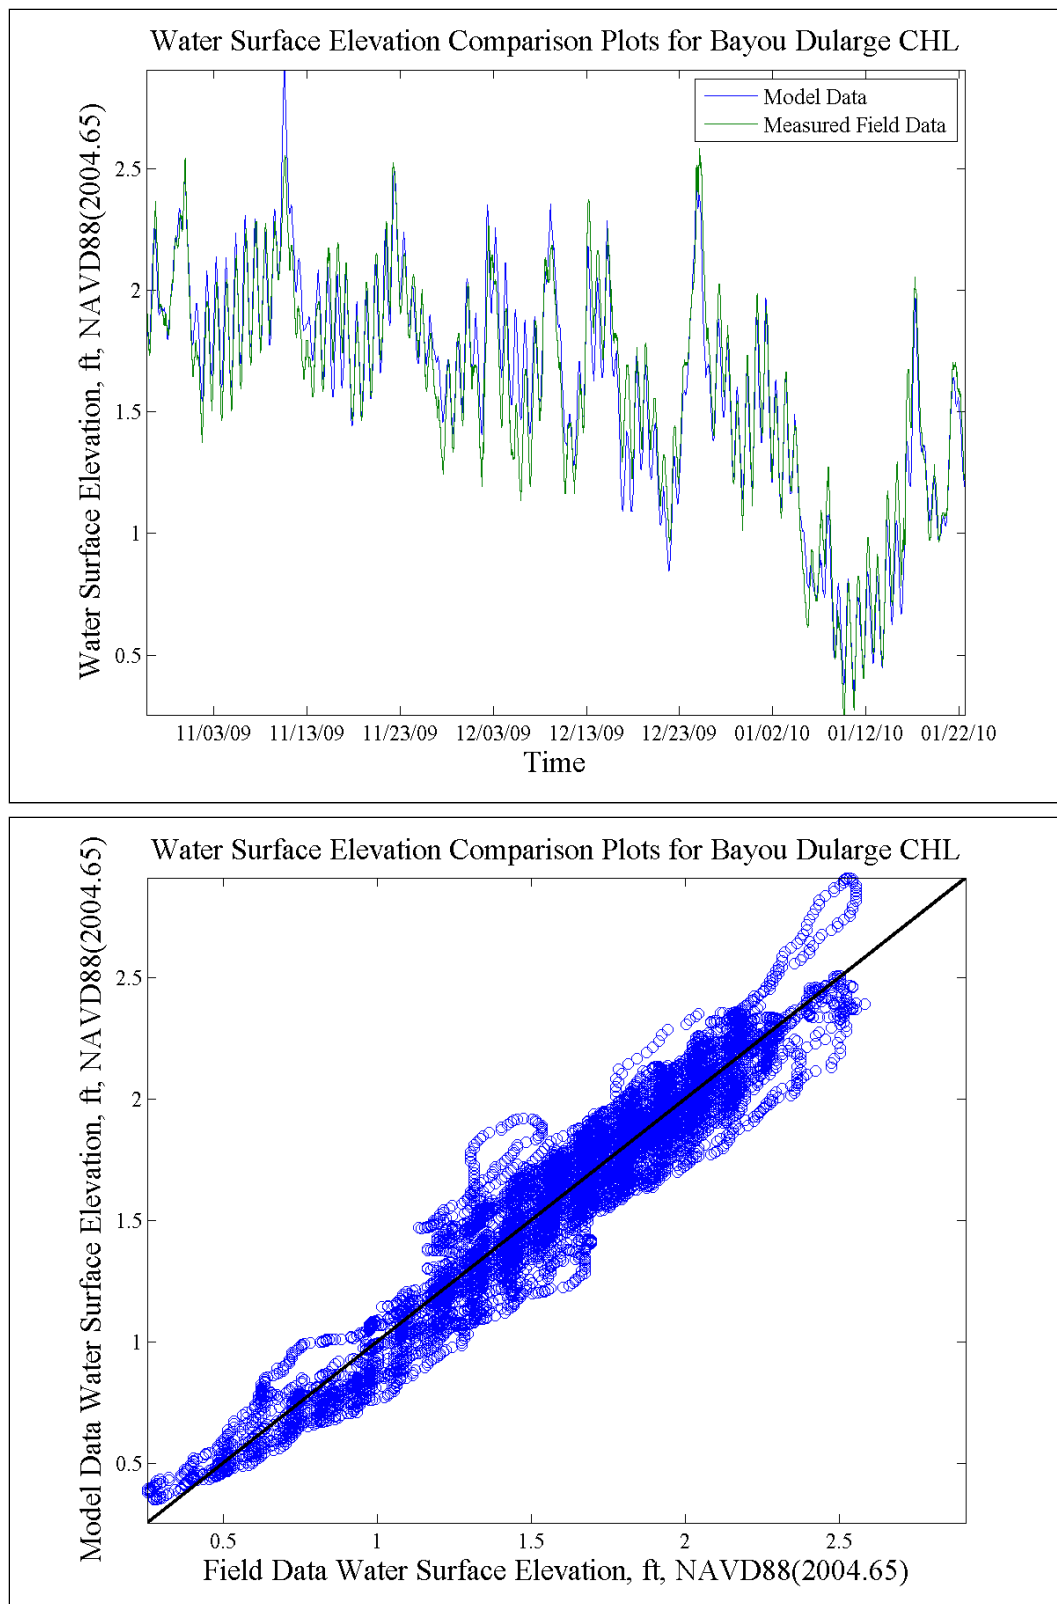 Water Surface Elevation Comparison Plots for Bayou Dularge CHL
Water Surface Elevation, ft, NAVD88(2004.65)
Model Data
Measured Field Data
2.5
2
1.5
1
0.5
11/03/09 11/13/09 11/23/09 12/03/09 12/13/09 12/23/09 01/02/10 01/12/10 01/22/10
Time
Water Surface Elevation Comparison Plots for Bayou Dularge CHL
Model Data Water Surface Elevation, ft, NAVD88(2004.65)
2.5
2
1.5
1
0.5
0.5 1 1.5 2 2.5
Field Data Water Surface Elevation, ft, NAVD88(2004.65)